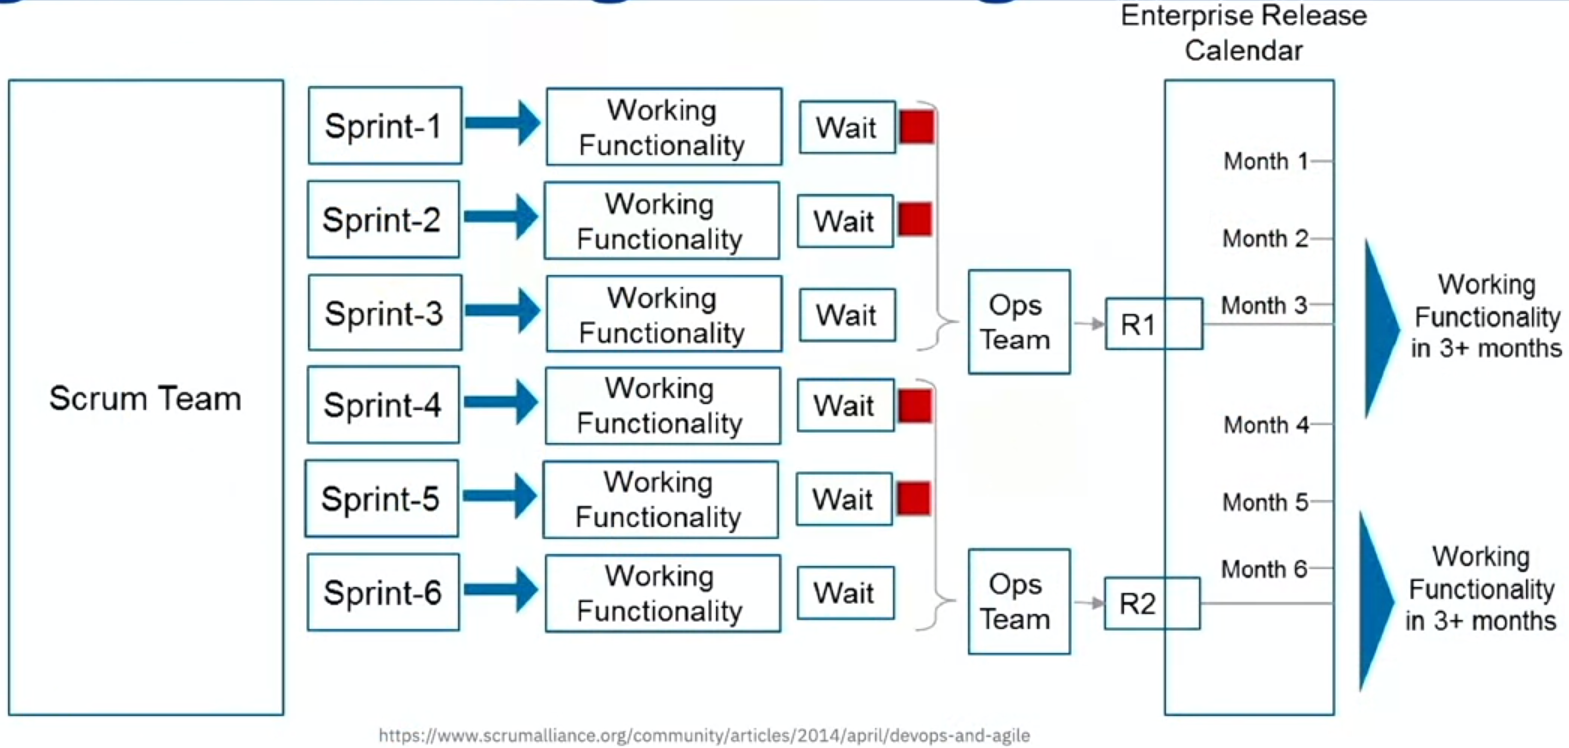 Enterprise Release
Calendar
Scrum Team
Sprint-1
Working
Functionality
Wait
Sprint-2
Working
Functionality
Wait
Sprint-3
Working
Functionality
Wait
Sprint-4
Working
Functionality
Wait
Sprint-5
Working
Functionality
Wait
Sprint-6
Working
Functionality
Wait
Ops
Team
R1
Ops
Team
R2
Month 1
Month 2
Month 3
Month 4
Month 5
Month 6
Working
Functionality
in 3+ months
Working
Functionality
in 3+ months
https://www.scrumalliance.org/community/articles/2014/april/devops-and-agile